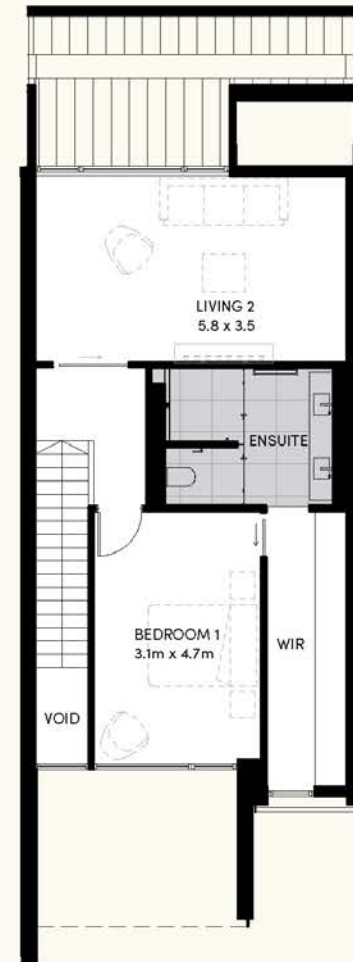 LIVING 2
5.8 x 3.5
ENSUITE
BEDROOM 1
3.1m x 4.7m
WIR
VOID